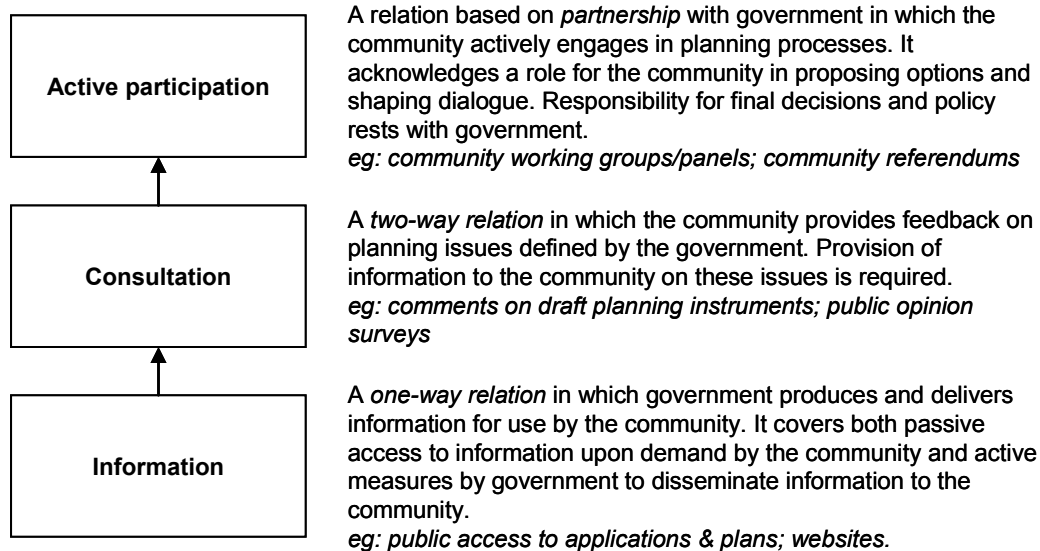 Active participation
A relation based on partnership with government in which the
community actively engages in planning processes. It
acknowledges a role for the community in proposing options and
shaping dialogue. Responsibility for final decisions and policy
rests with government.
eg: community working groups/panels; community referendums
Consultation
A two-way relation in which the community provides feedback on
planning issues defined by the government. Provision of
information to the community on these issues is required.
eg: comments on draft planning instruments; public opinion
surveys
Information
A one-way relation in which government produces and delivers
information for use by the community. It covers both passive
access to information upon demand by the community and active
measures by government to disseminate information to the
community.
eg: public access to applications & plans; websites.